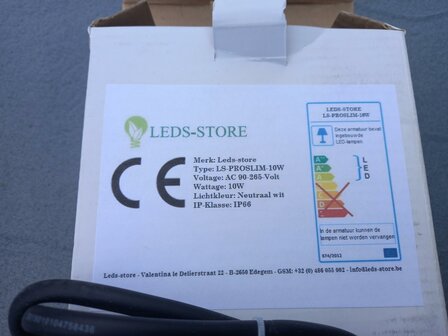 LEDS-STORE
Merk: Leds-store
Type: LS-PROSLIM-10W
Voltage: AC 90-265-Volt
Wattage: 10W
Lichtkleur: Neutraal wit
IP-Klasse: IP66
CE
LEDS-STORE
LS-PROSLIM-10W
Deze armatuur bevat
ingebouwde
LED-lampen
L
E
D
In de armatuur kunnen de
lampen niet worden vervangen
874/2012
Leds-store - Valentina le Dellerstraat 22 - B-2650 Edegem - GSM: +32 (0) 486 053 002 - info@leds-store.be